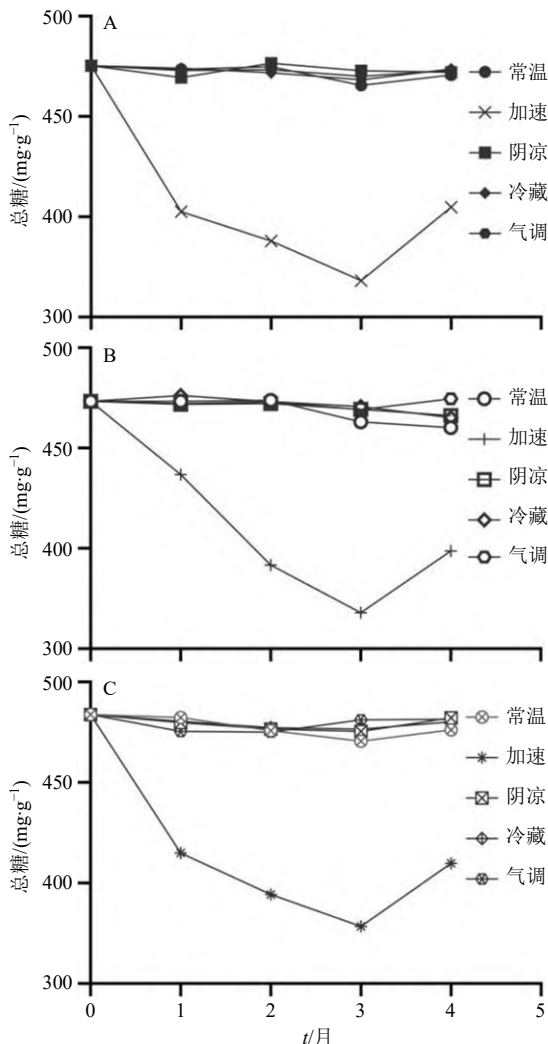 A
500
450
400
300
总糖/(mg·g⁻¹)
常温
加速
阴凉
冷藏
气调
B
500
450
400
300
总糖/(mg·g⁻¹)
常温
加速
阴凉
冷藏
气调
C
500
450
400
300
总糖/(mg·g⁻¹)
常温
加速
阴凉
冷藏
气调
0 1 2 3 4 5
t/月